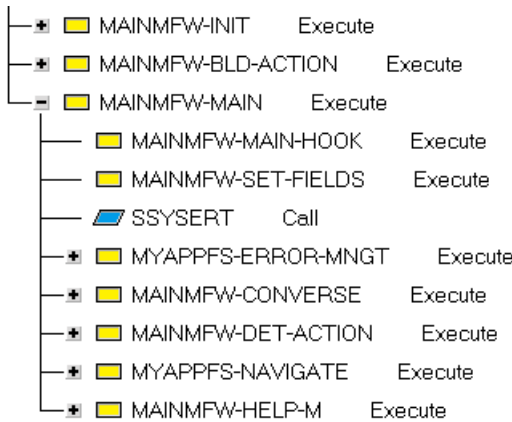 MAINMFW-INIT Execute
MAINMFW-BLD-ACTION Execute
MAINMFW-MAIN Execute
MAINMFW-MAIN-HOOK Execute
MAINMFW-SET-FIELDS Execute
SSYSERT Call
MYAPPFS-ERROR-MNGT Execute
MAINMFW-CONVERSE Execute
MAINMFW-DET-ACTION Execute
MYAPPFS-NAVIGATE Execute
MAINMFW-HELP-M Execute